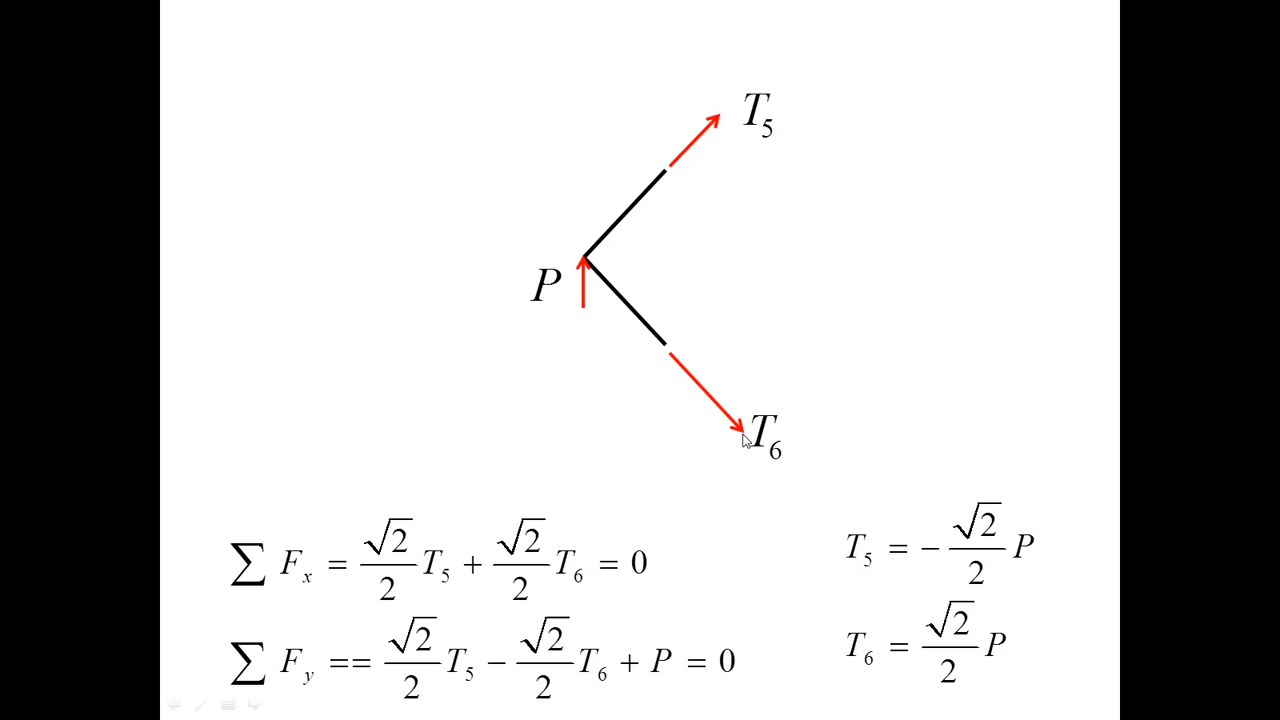 T₅
P
T₆
∑ Fₓ = √2/2 T₅ + √2/2 T₆ = 0
T₅ = − √2/2 P
∑ F_y == √2/2 T₅ − √2/2 T₆ + P = 0
T₆ = √2/2 P